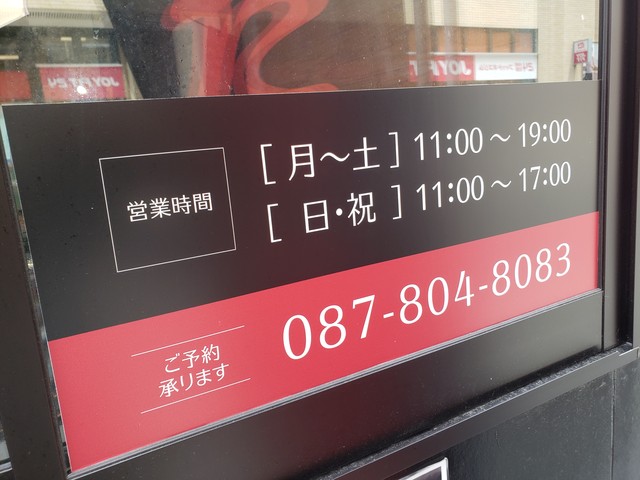 営業時間
[ 月～土 ] 11:00 ～ 19:00
[ 日・祝 ] 11:00 ～ 17:00
ご予約
承ります
087-804-8083